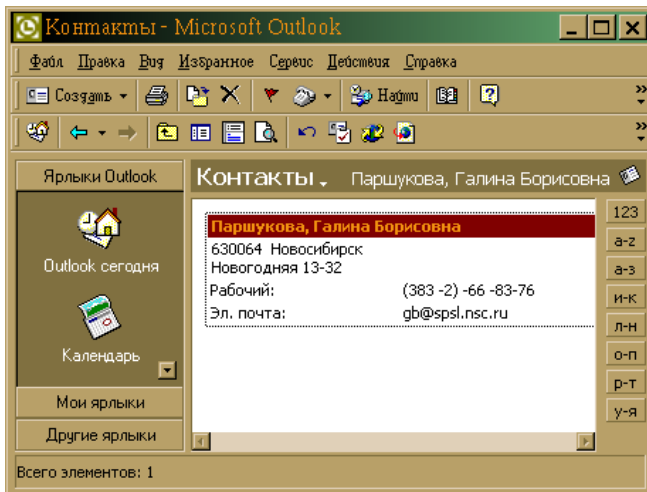 Контакты - Microsoft Outlook
Файл Правка Вид Избранное Сервис Действия Справка
Создать Найти
Ярлыки Outlook
Контакты Паршукова, Галина Борисовна
Outlook сегодня
Календарь
Мои ярлыки
Другие ярлыки
Паршукова, Галина Борисовна
630064 Новосибирск
Новогодняя 13-32
Рабочий: (383 -2) -66 -83-76
Эл. почта: gb@spsl.nsc.ru
123
a-z
а-з
и-к
л-н
о-п
р-т
у-я
Всего элементов: 1